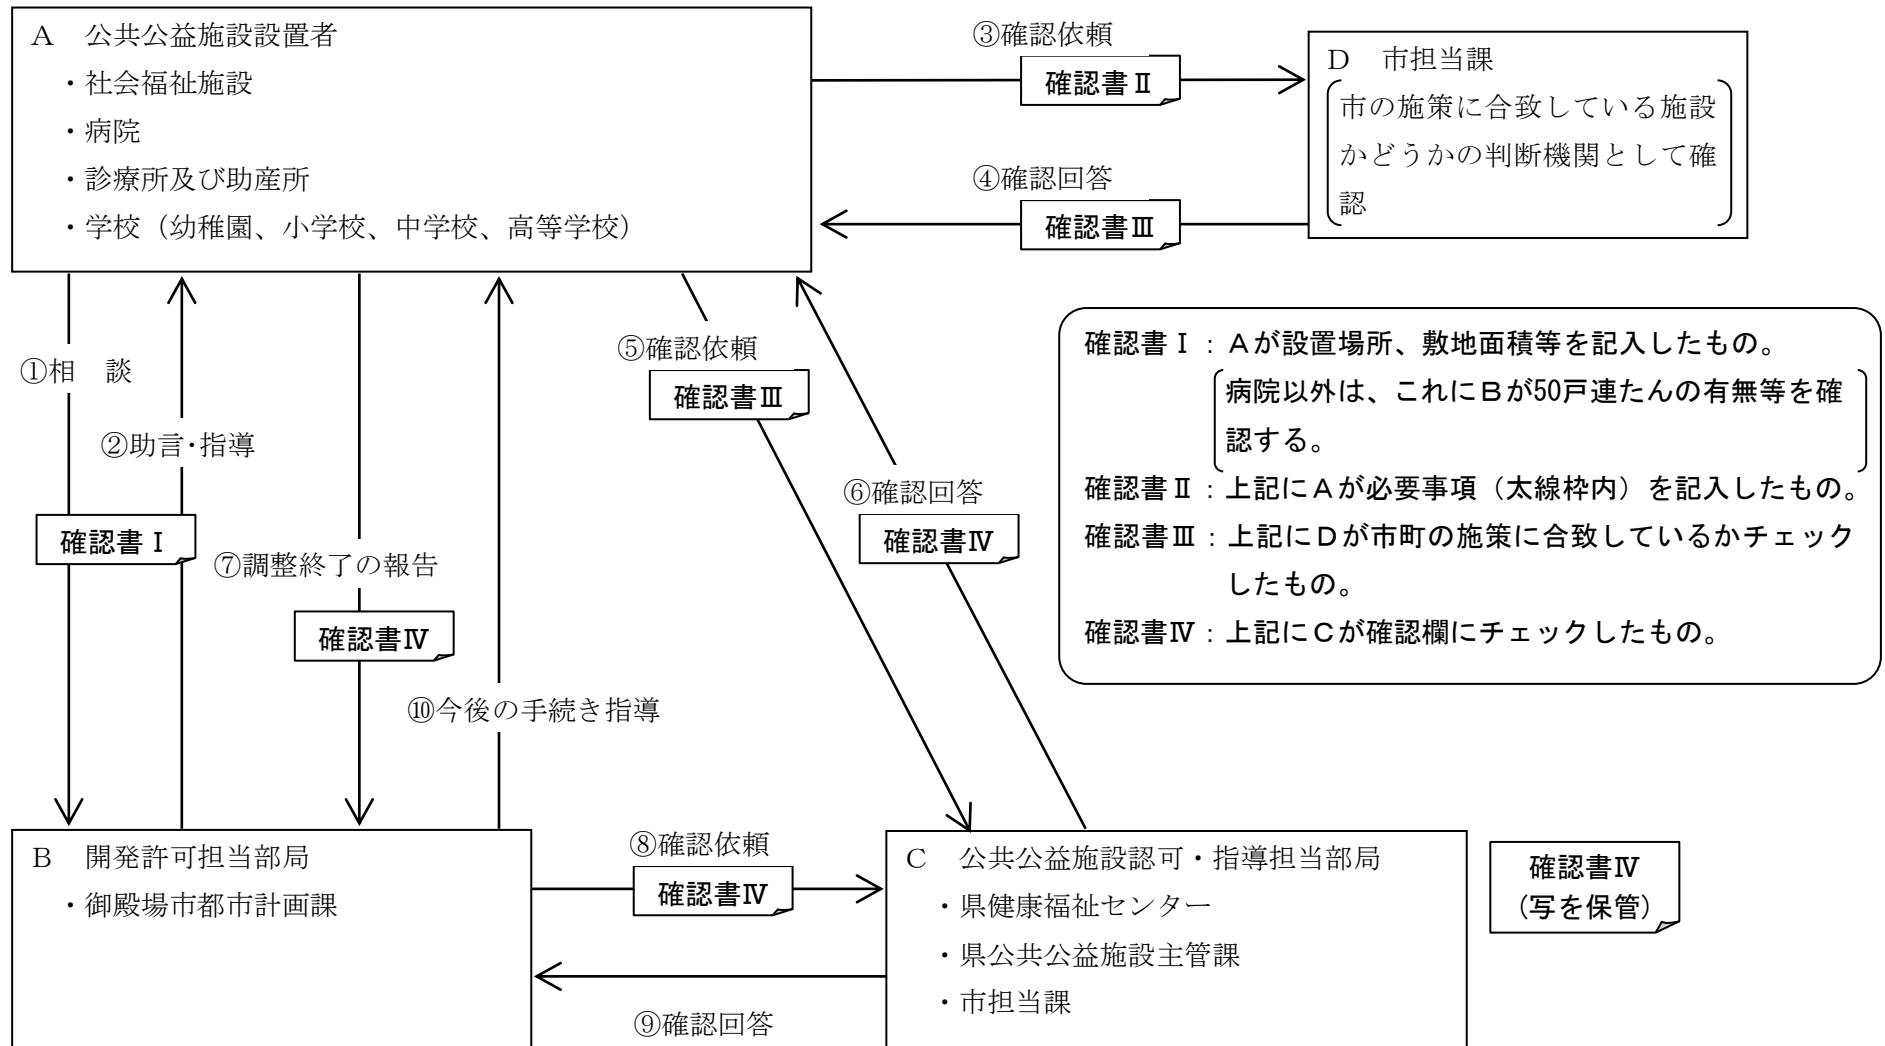 A　公共公益施設設置者
・社会福祉施設
・病院
・診療所及び助産所
・学校（幼稚園、小学校、中学校、高等学校）
③確認依頼
確認書Ⅱ
④確認回答
確認書Ⅲ
D　市担当課
市の施策に合致している施設
かどうかの判断機関として確
認
①相　談
②助言・指導
確認書Ⅰ
⑦調整終了の報告
確認書Ⅳ
⑩今後の手続き指導
⑤確認依頼
確認書Ⅲ
⑥確認回答
確認書Ⅳ
確認書Ⅰ：Ａが設置場所、敷地面積等を記入したもの。
病院以外は、これにＢが50戸連たんの有無等を確
認する。
確認書Ⅱ：上記にＡが必要事項（太線枠内）を記入したもの。
確認書Ⅲ：上記にＤが市町の施策に合致しているかチェック
したもの。
確認書Ⅳ：上記にＣが確認欄にチェックしたもの。
B　開発許可担当部局
・御殿場市都市計画課
⑧確認依頼
確認書Ⅳ
⑨確認回答
C　公共公益施設認可・指導担当部局
・県健康福祉センター
・県公共公益施設主管課
・市担当課
確認書Ⅳ
（写を保管）